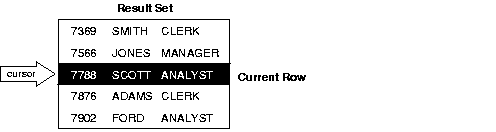 Result Set
7369 SMITH CLERK
7566 JONES MANAGER
cursor 7788 SCOTT ANALYST Current Row
7876 ADAMS CLERK
7902 FORD ANALYST